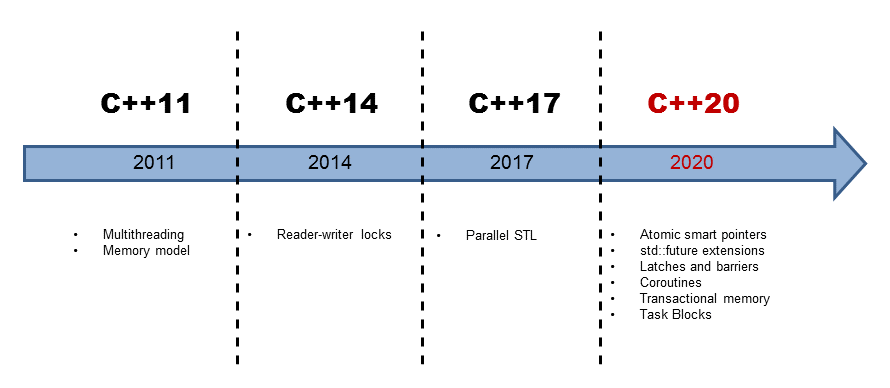 C++11
C++14
C++17
C++20
2011
2014
2017
2020
• Multithreading
• Memory model
• Reader-writer locks
• Parallel STL
• Atomic smart pointers
• std::future extensions
• Latches and barriers
• Coroutines
• Transactional memory
• Task Blocks